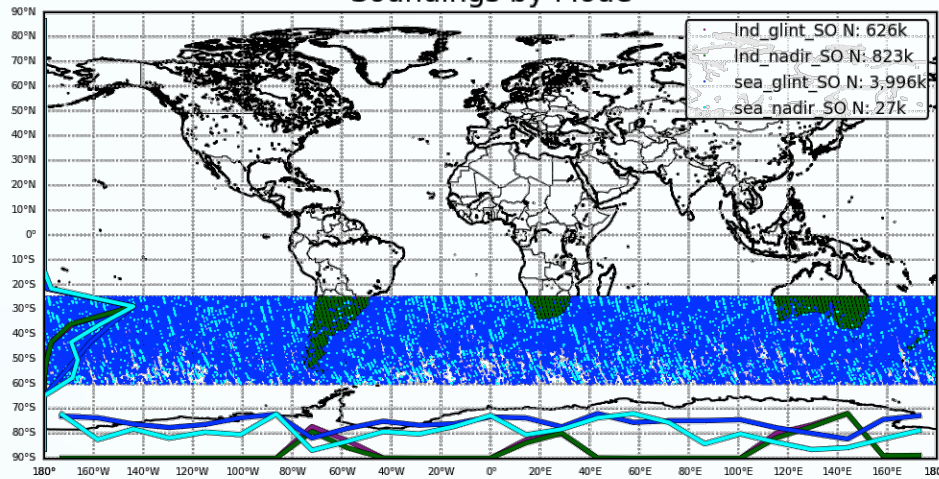 Soundings by Mode
90°N
80°N
70°N
60°N
50°N
40°N
30°N
20°N
10°N
0°
10°S
20°S
30°S
40°S
50°S
60°S
70°S
80°S
90°S
lnd_glint_SO N: 626k
lnd_nadir_SO N: 823k
sea_glint_SO N: 3,996k
sea_nadir_SO N: 27k
180° 160°W 140°W 120°W 100°W 80°W 60°W 40°W 20°W 0° 20°E 40°E 60°E 80°E 100°E 120°E 140°E 160°E 180°